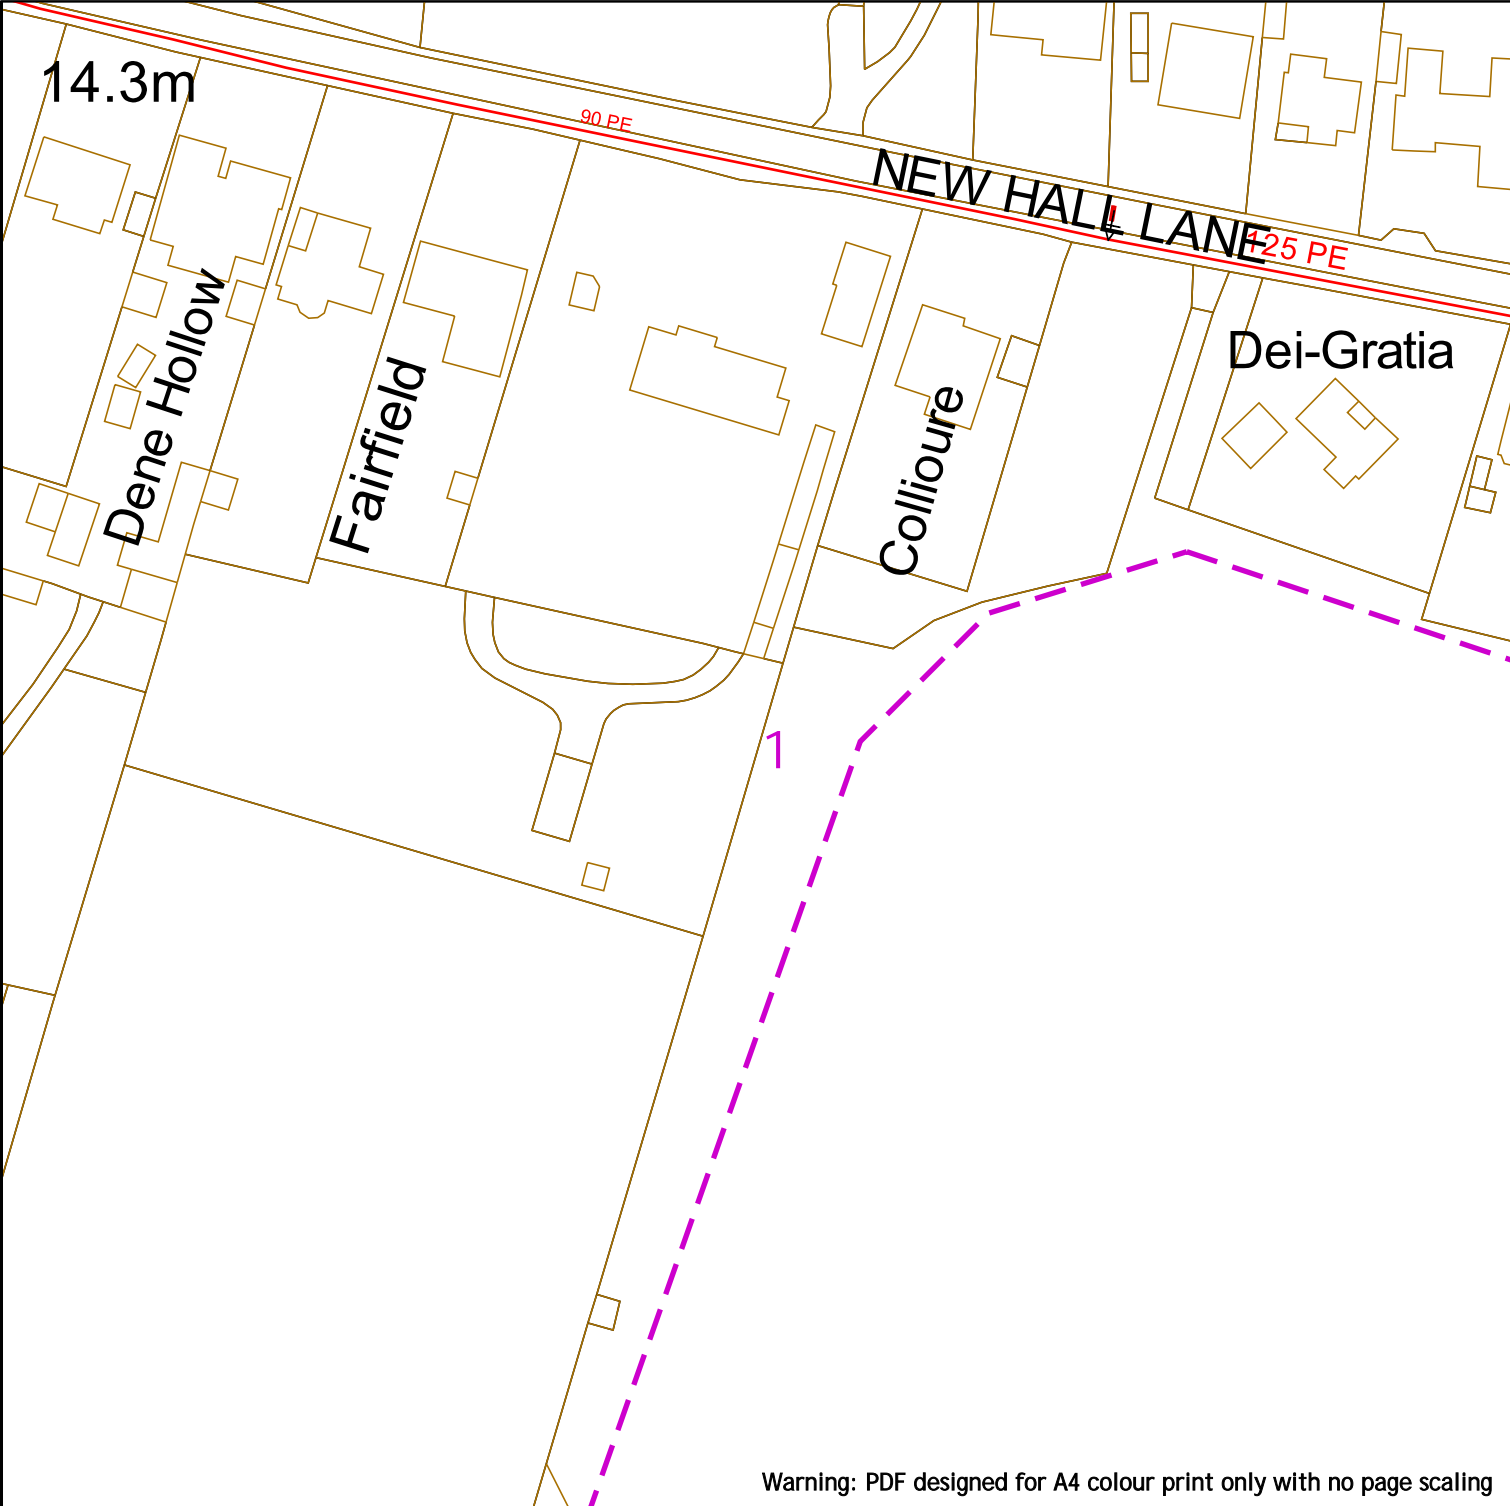 14.3m
90 PE
NEW HALL LANE
125 PE
Dei-Gratia
Dene Hollow
Fairfield
Collioure
1
Warning: PDF designed for A4 colour print only with no page scaling